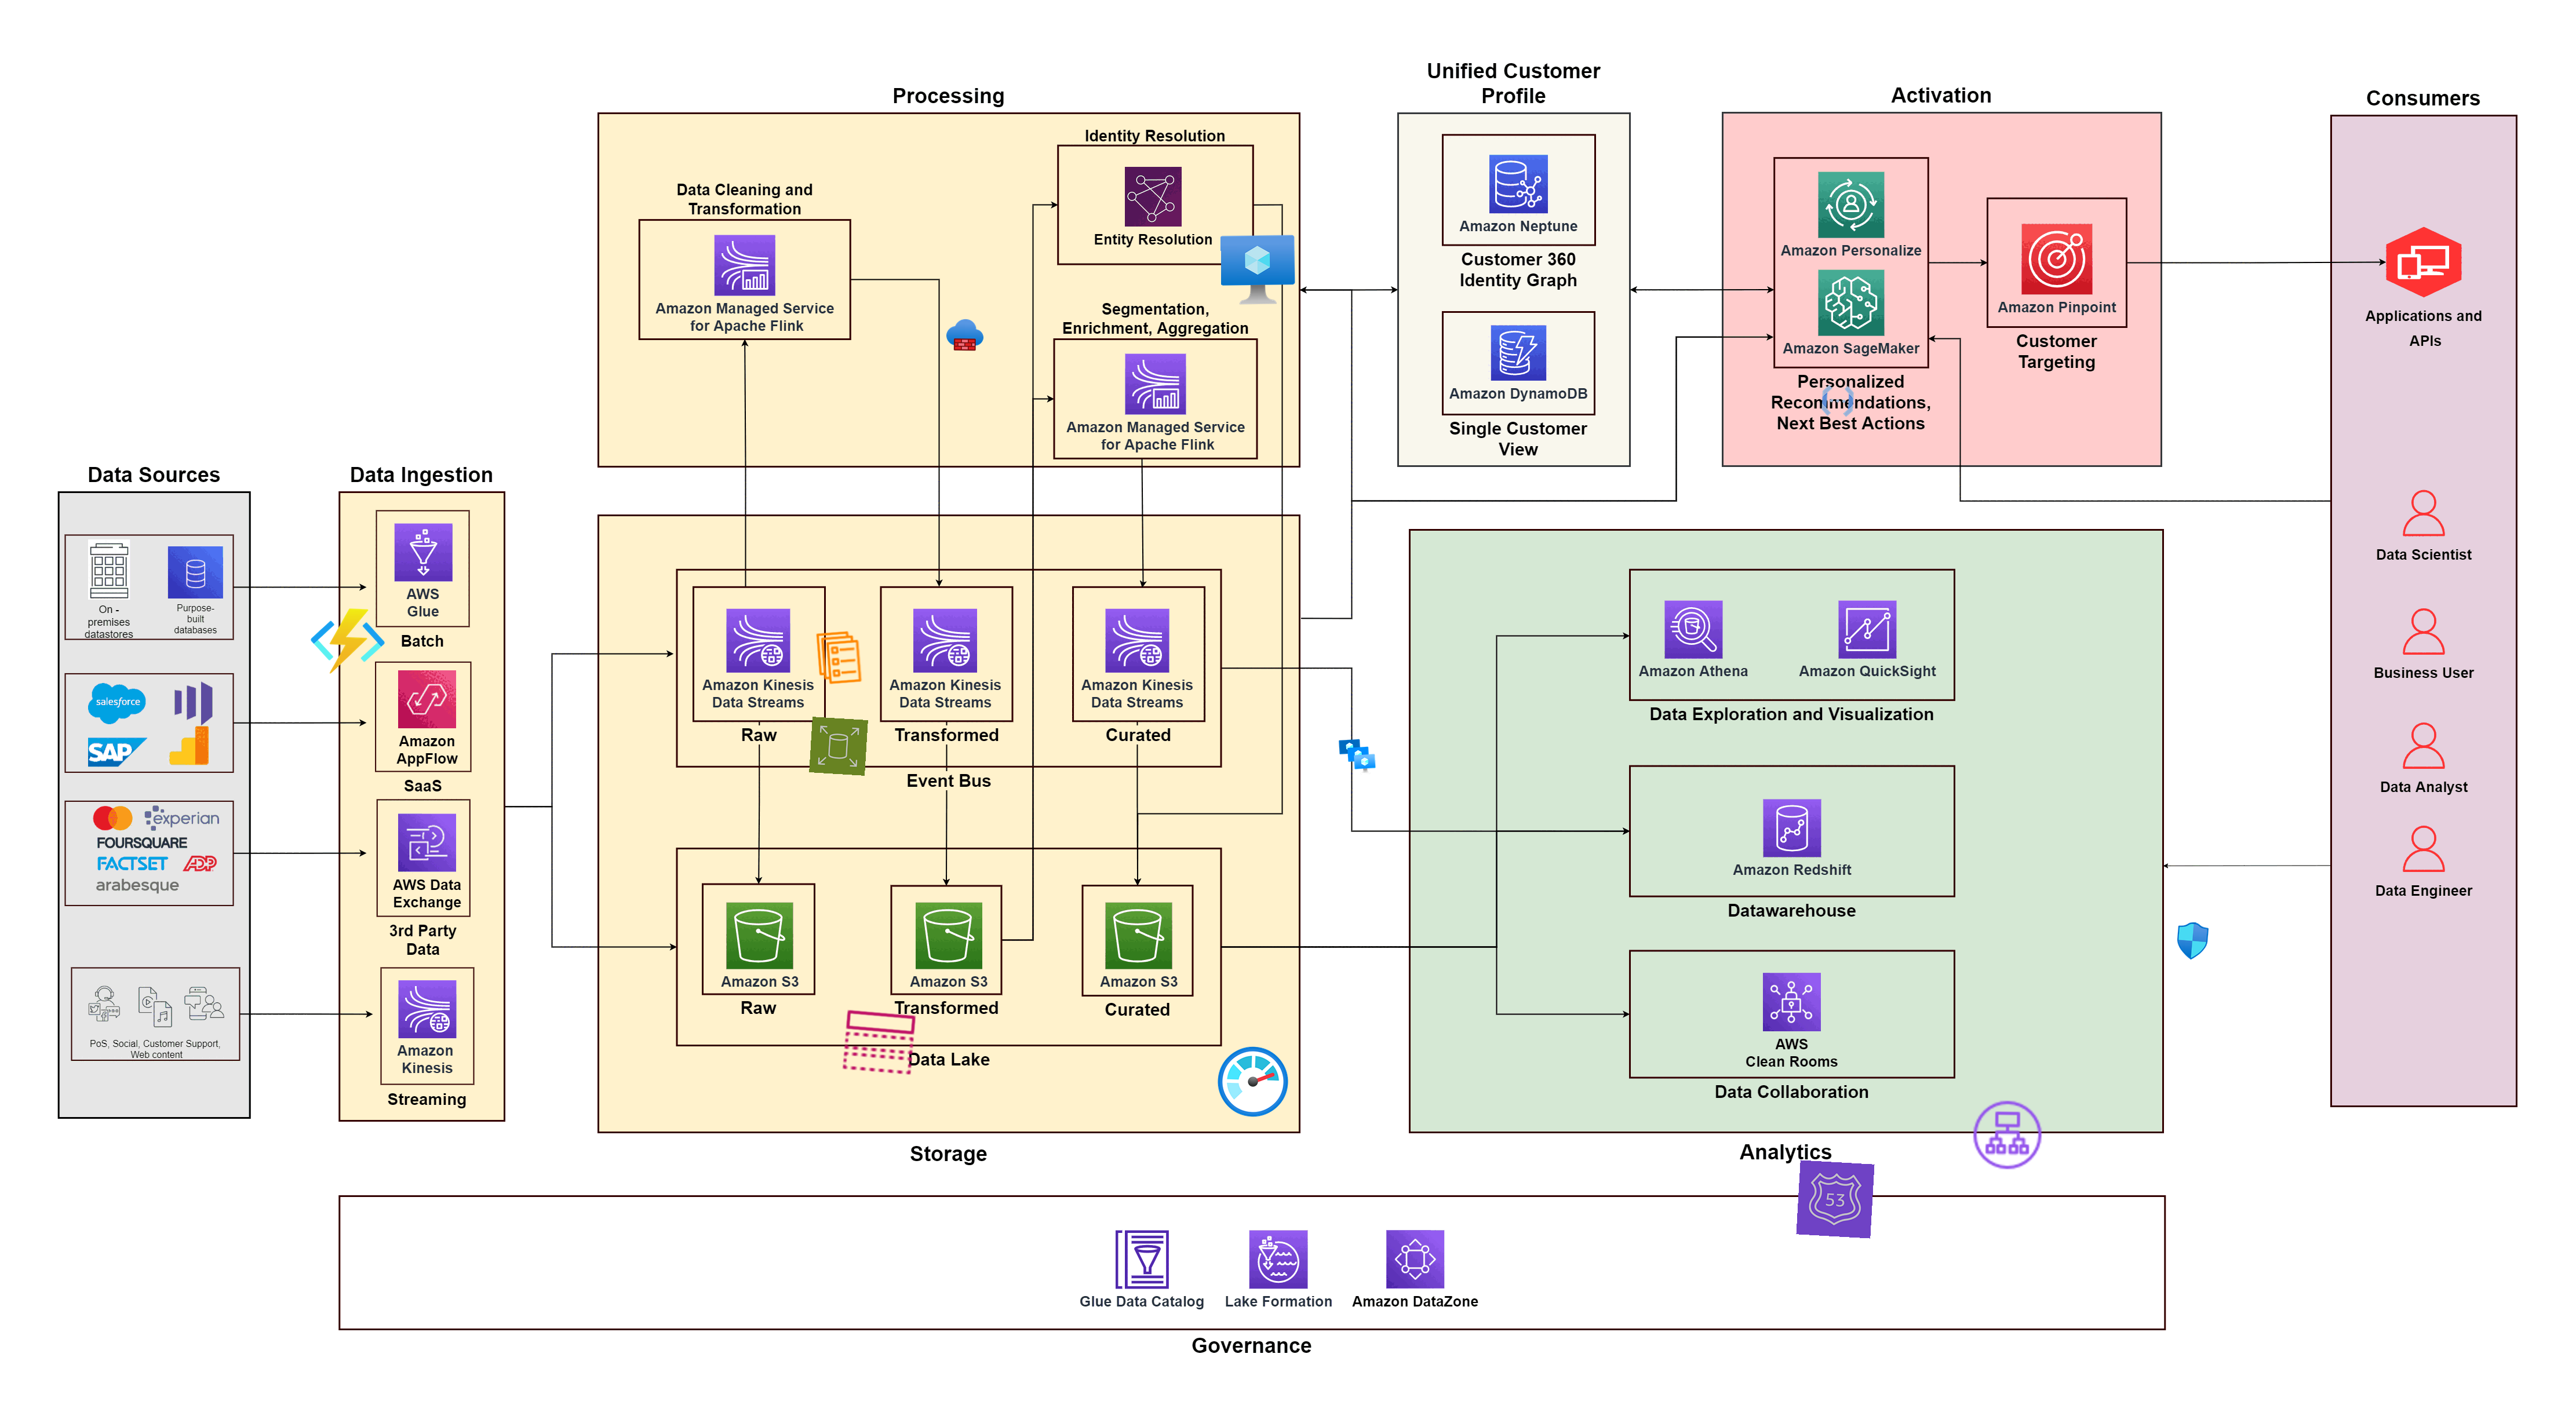 Processing
Unified Customer
Profile
Activation
Consumers
Identity Resolution
Entity Resolution
Data Cleaning and
Transformation
Amazon Managed Service
for Apache Flink
Segmentation,
Enrichment, Aggregation
Amazon Managed Service
for Apache Flink
Amazon Neptune
Customer 360
Identity Graph
Amazon DynamoDB
Single Customer
View
Amazon Personalize
Amazon SageMaker
Personalized
Recommendations,
Next Best Actions
Amazon Pinpoint
Customer
Targeting
Applications and
APIs
Data Scientist
Business User
Data Analyst
Data Engineer
Data Sources
On -
premises
datastores
Purpose-
built
databases
salesforce
SAP
experian
FOURSQUARE
FACTSET
ADP
arabesque
PoS, Social, Customer Support,
Web content
Data Ingestion
AWS
Glue
Batch
Amazon
AppFlow
SaaS
AWS Data
Exchange
3rd Party
Data
Amazon
Kinesis
Streaming
Amazon Kinesis
Data Streams
Raw
Amazon Kinesis
Data Streams
Transformed
Amazon Kinesis
Data Streams
Curated
Event Bus
Amazon S3
Raw
Amazon S3
Transformed
Amazon S3
Curated
Data Lake
Storage
Amazon Athena
Amazon QuickSight
Data Exploration and Visualization
Amazon Redshift
Datawarehouse
AWS
Clean Rooms
Data Collaboration
Analytics
53
Glue Data Catalog
Lake Formation
Amazon DataZone
Governance